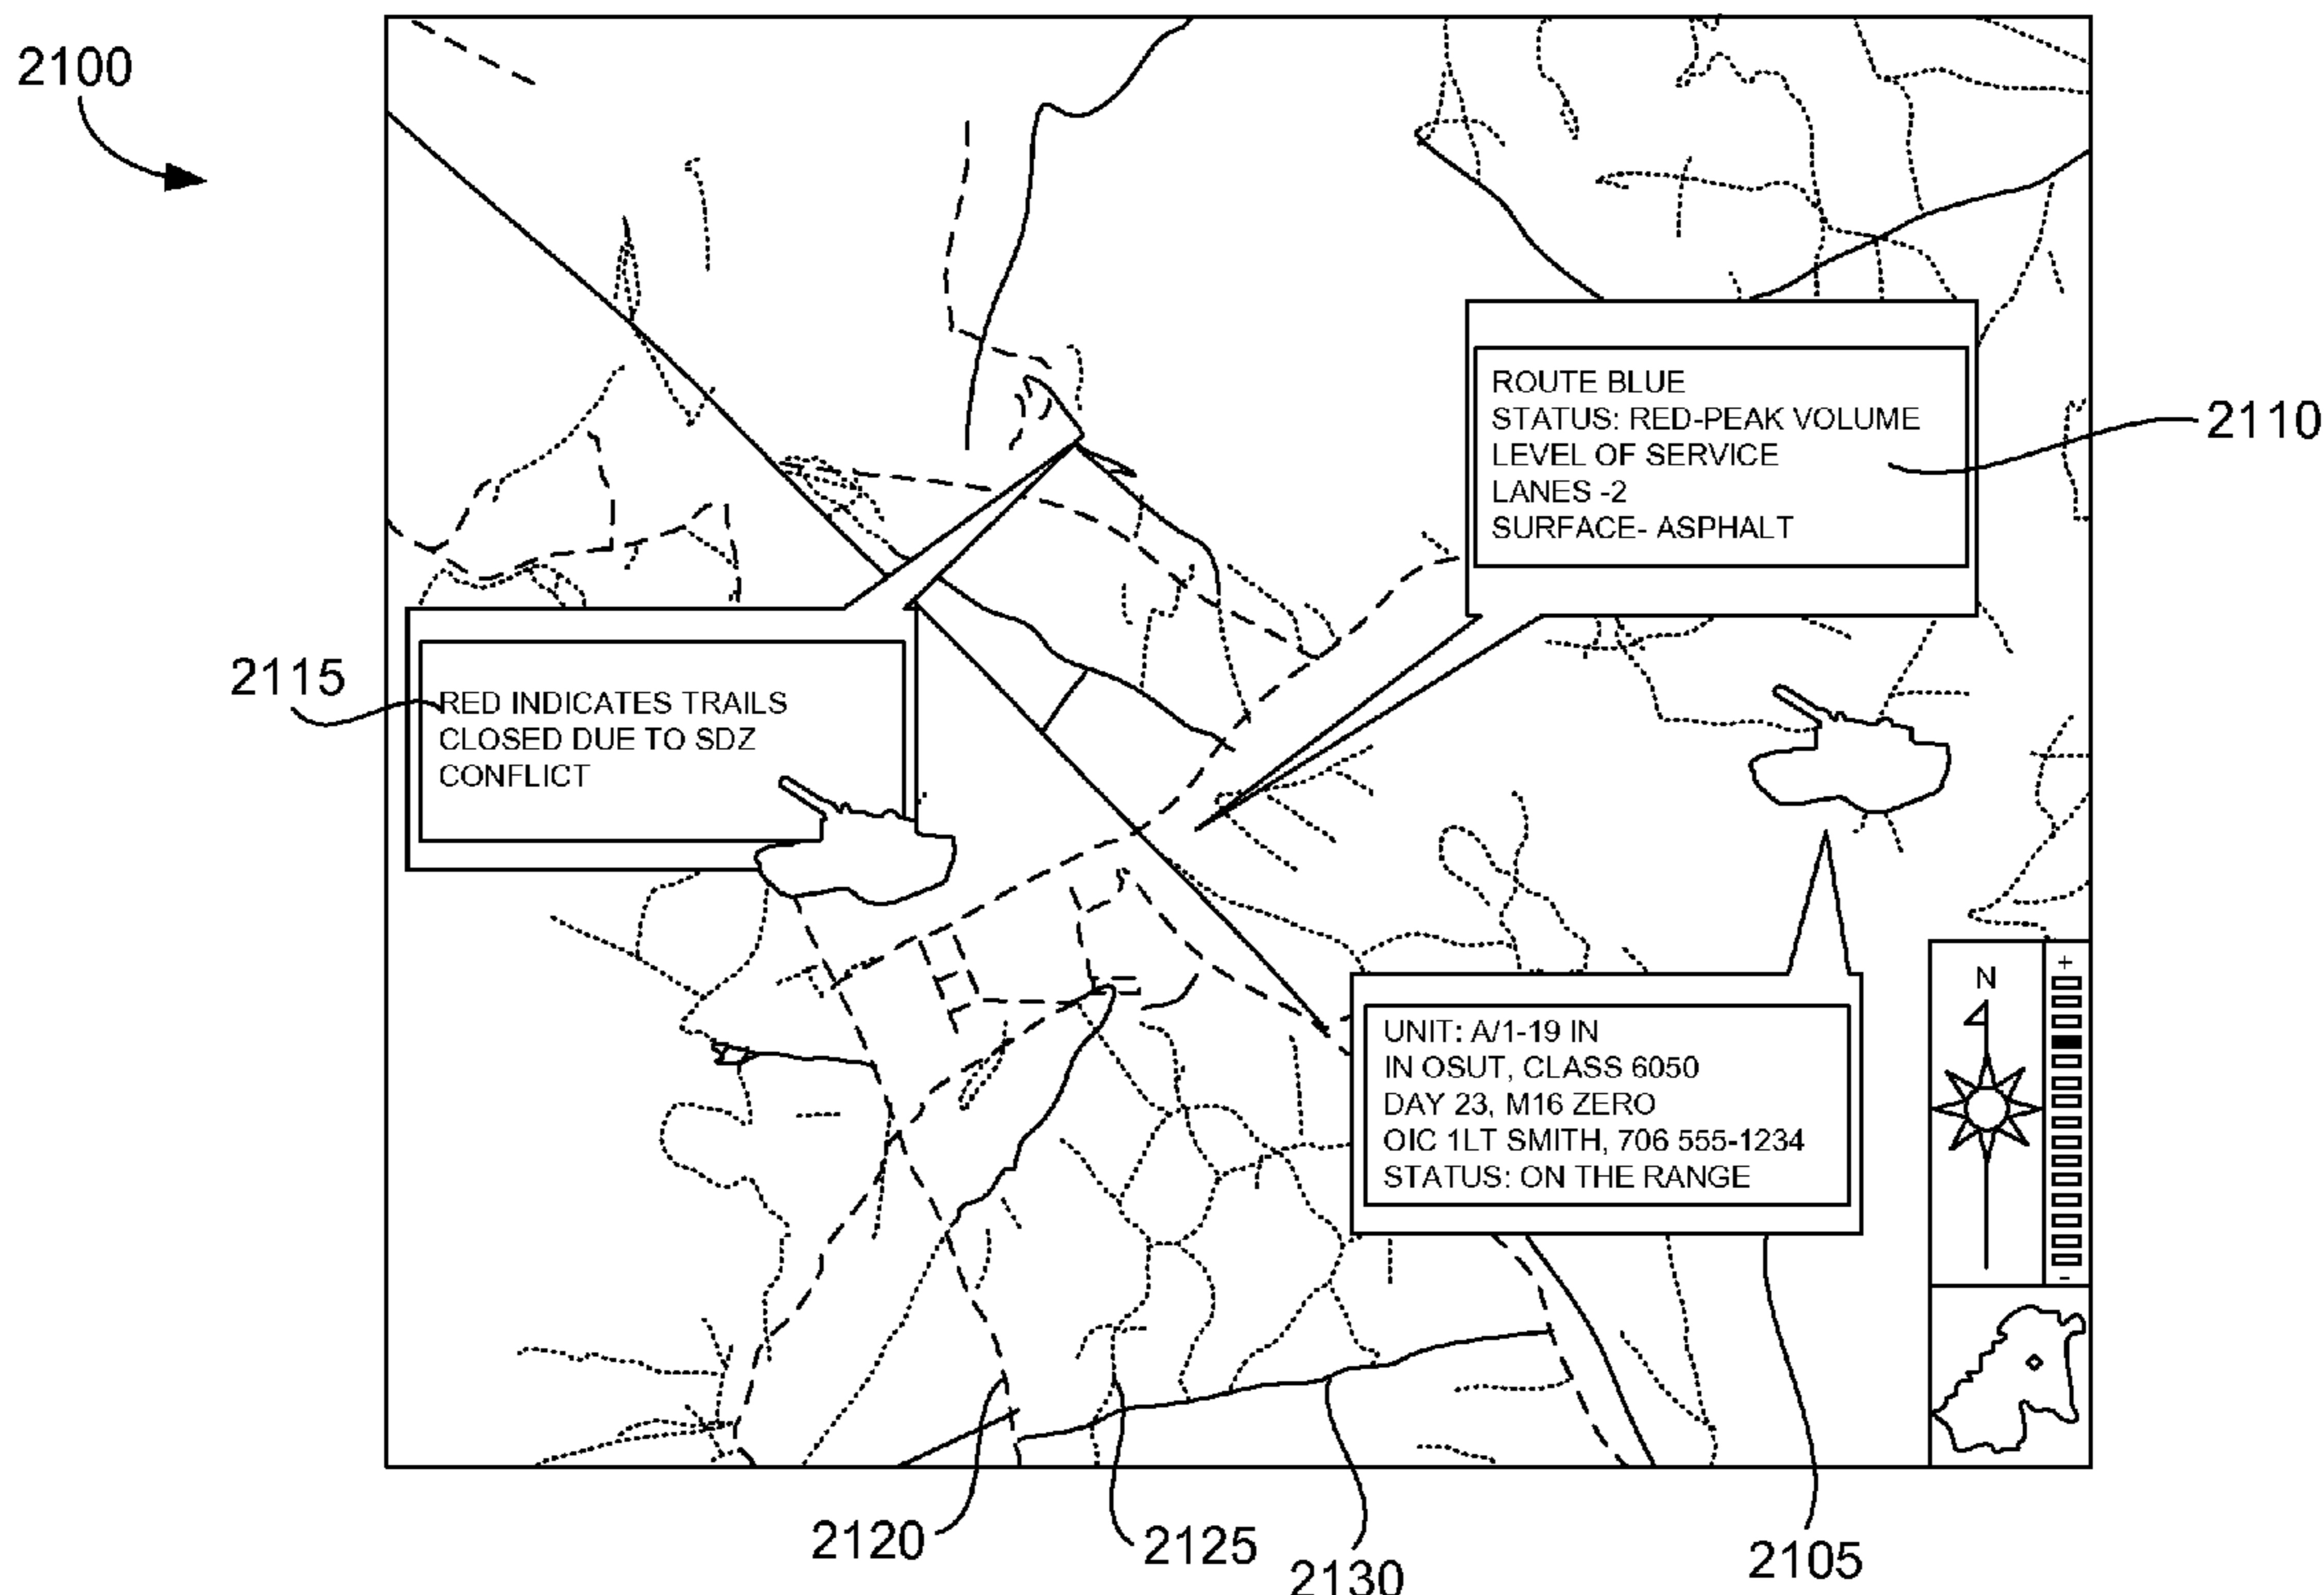 2100
ROUTE BLUE
STATUS: RED-PEAK VOLUME
LEVEL OF SERVICE
LANES -2
SURFACE- ASPHALT
2110
2115
RED INDICATES TRAILS
CLOSED DUE TO SDZ
CONFLICT
N
+
-
UNIT: A/1-19 IN
IN OSUT, CLASS 6050
DAY 23, M16 ZERO
OIC 1LT SMITH, 706 555-1234
STATUS: ON THE RANGE
2120
2125
2130
2105